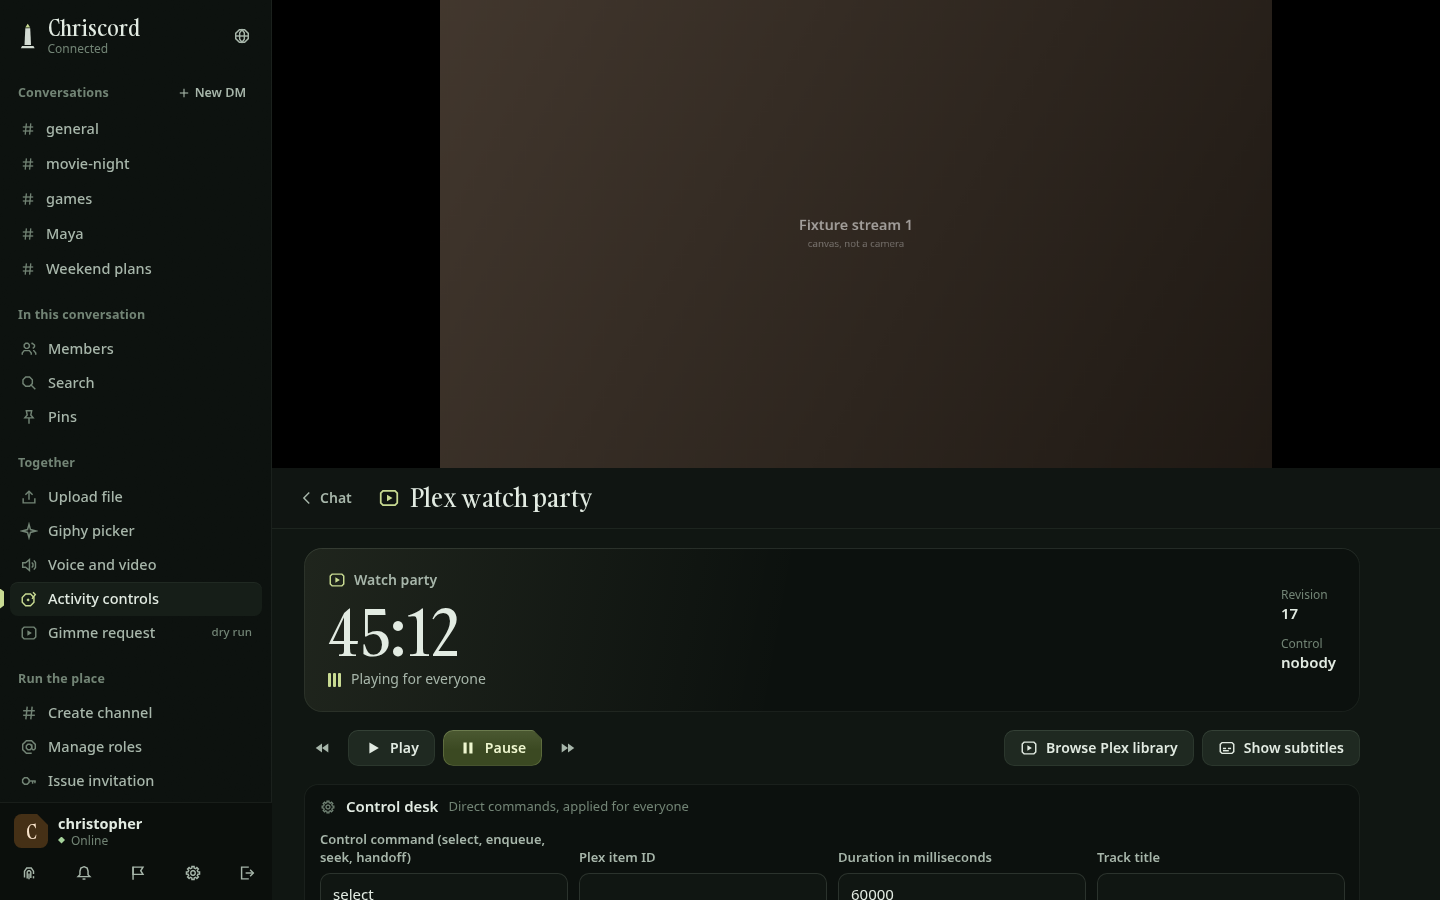 Chriscord
Connected
Conversations
New DM
general
movie-night
games
Maya
Weekend plans
In this conversation
Members
Search
Pins
Together
Upload file
Giphy picker
Voice and video
Activity controls
Gimme request
dry run
Run the place
Create channel
Manage roles
Issue invitation
C
christopher
Online
Fixture stream 1
canvas, not a camera
Chat
Plex watch party
Watch party
45:12
Playing for everyone
Revision
17
Control
nobody
Play
Pause
Browse Plex library
Show subtitles
Control desk
Direct commands, applied for everyone
Control command (select, enqueue,
seek, handoff)
Plex item ID
Duration in milliseconds
Track title
select
60000